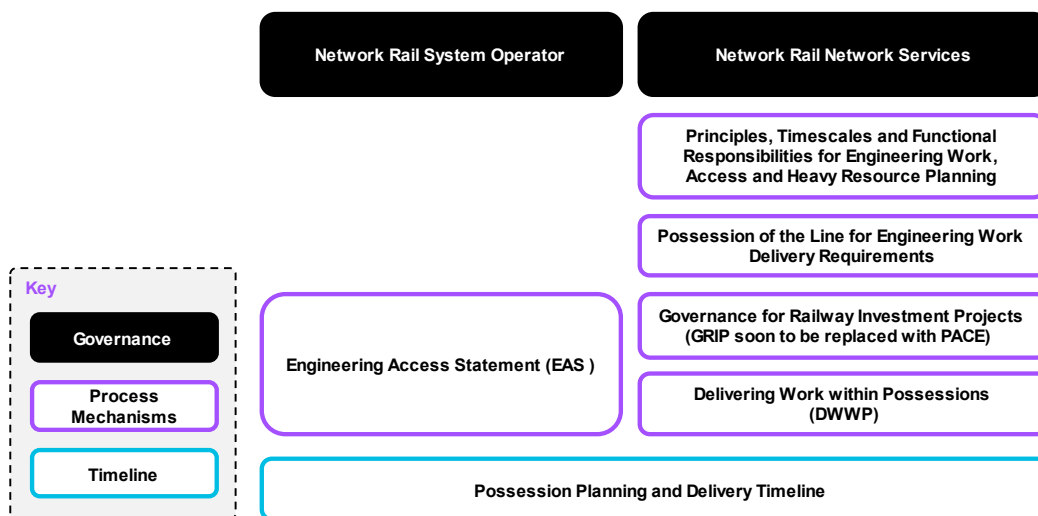 Network Rail System Operator
Network Rail Network Services
Principles, Timescales and Functional
Responsibilities for Engineering Work,
Access and Heavy Resource Planning
Possession of the Line for Engineering Work
Delivery Requirements
Key
Governance
Process
Mechanisms
Timeline
Engineering Access Statement (EAS )
Governance for Railway Investment Projects
(GRIP soon to be replaced with PACE)
Delivering Work within Possessions
(DWWP)
Possession Planning and Delivery Timeline